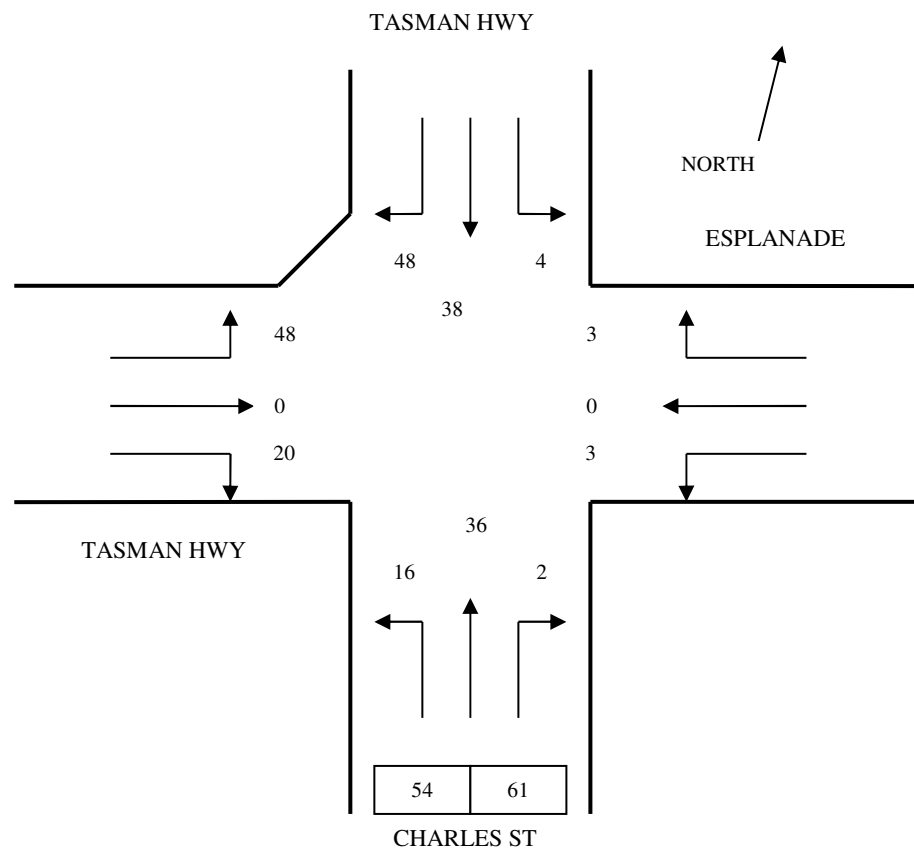 TASMAN HWY
NORTH
ESPLANADE
48 4
38
48 3
0 0
20 3
36
TASMAN HWY
16 2
54 61
CHARLES ST